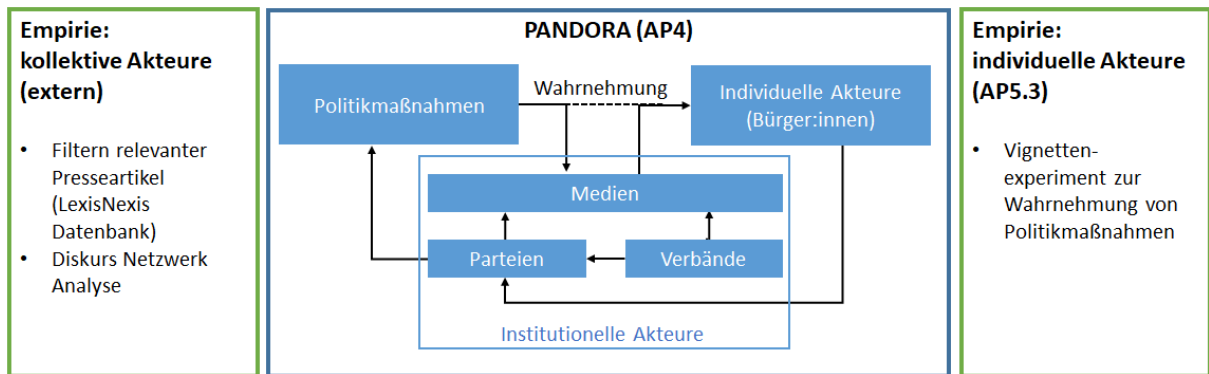 Empirie:
kollektive Akteure
(extern)
• Filtern relevanter
Presseartikel
(LexisNexis
Datenbank)
• Diskurs Netzwerk
Analyse
PANDORA (AP4)
Politikmaßnahmen
Wahrnehmung
Individuelle Akteure
(Bürger:innen)
Medien
Parteien
Verbände
Institutionelle Akteure
Empirie:
individuelle Akteure
(AP5.3)
• Vignetten-
experiment zur
Wahrnehmung von
Politikmaßnahmen